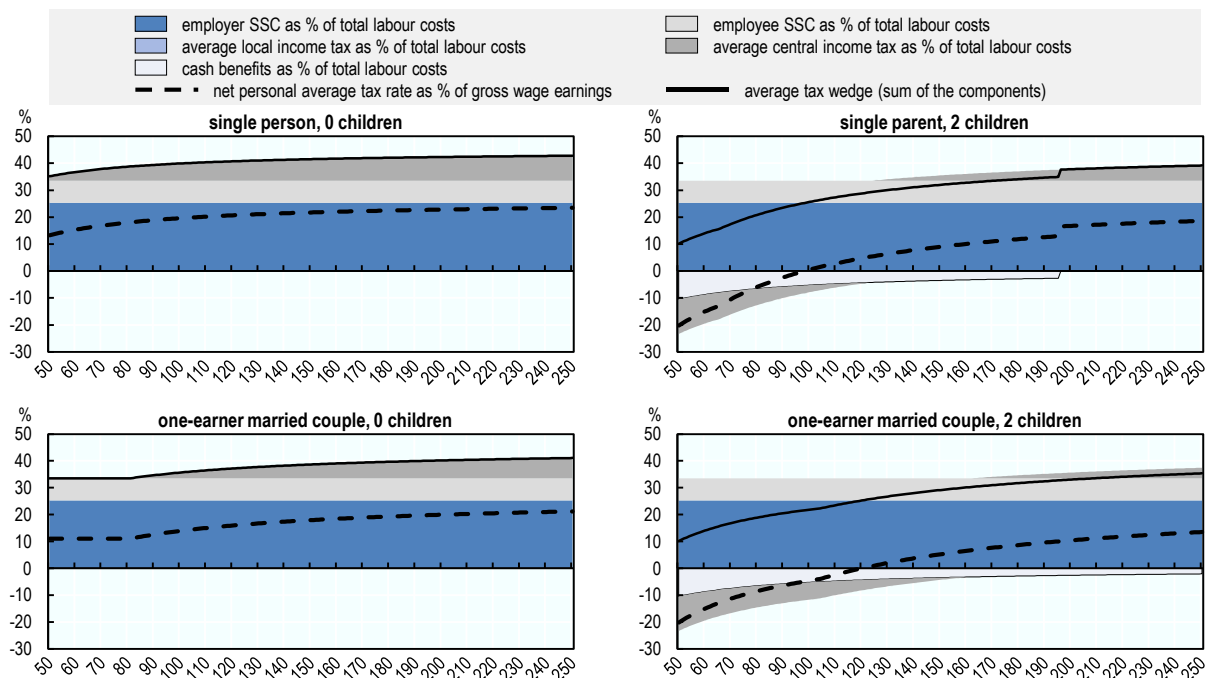 employer SSC as % of total labour costs
employee SSC as % of total labour costs
average local income tax as % of total labour costs
average central income tax as % of total labour costs
cash benefits as % of total labour costs
net personal average tax rate as % of gross wage earnings
average tax wedge (sum of the components)
%
single person, 0 children
50
40
30
20
10
0
-10
-20
-30
50 60 70 80 90 100 110 120 130 140 150 160 170 180 190 200 210 220 230 240 250
%
single parent, 2 children
50
40
30
20
10
0
-10
-20
-30
50 60 70 80 90 100 110 120 130 140 150 160 170 180 190 200 210 220 230 240 250
%
one-earner married couple, 0 children
50
40
30
20
10
0
-10
-20
-30
50 60 70 80 90 100 110 120 130 140 150 160 170 180 190 200 210 220 230 240 250
%
one-earner married couple, 2 children
50
40
30
20
10
0
-10
-20
-30
50 60 70 80 90 100 110 120 130 140 150 160 170 180 190 200 210 220 230 240 250